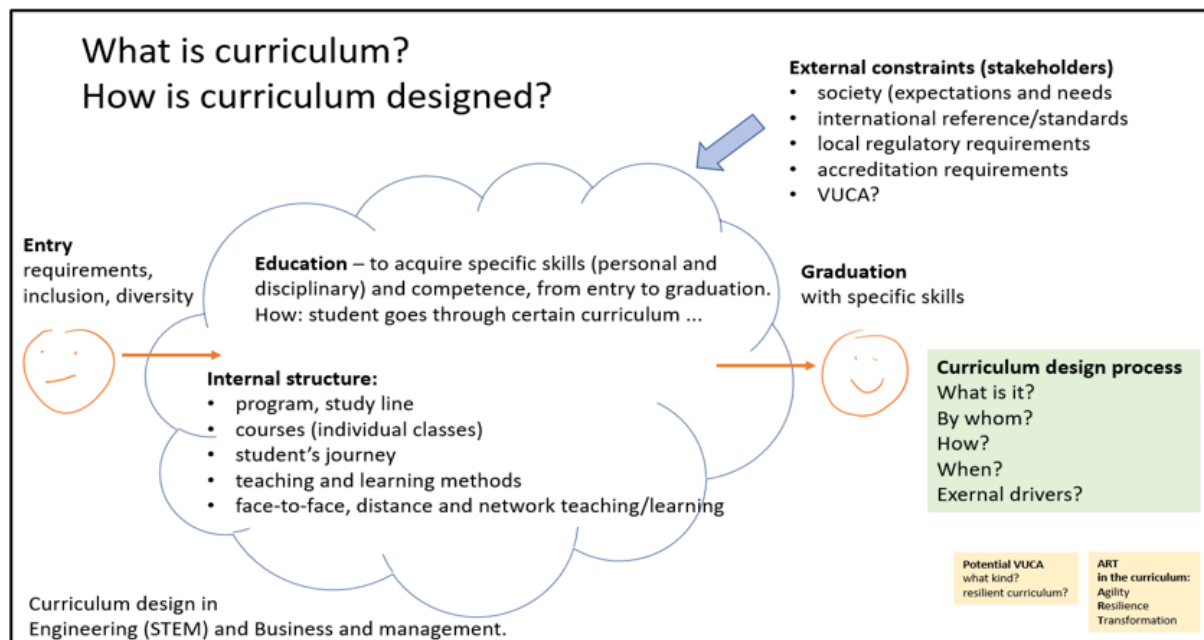 What is curriculum?
How is curriculum designed?
External constraints (stakeholders)
• society (expectations and needs
• international reference/standards
• local regulatory requirements
• accreditation requirements
• VUCA?
Entry
requirements,
inclusion, diversity
Education – to acquire specific skills (personal and
disciplinary) and competence, from entry to graduation.
How: student goes through certain curriculum ...
Graduation
with specific skills
Internal structure:
• program, study line
• courses (individual classes)
• student's journey
• teaching and learning methods
• face-to-face, distance and network teaching/learning
Curriculum design process
What is it?
By whom?
How?
When?
Exernal drivers?
Potential VUCA
what kind?
resilient curriculum?
ART
in the curriculum:
Agility
Resilience
Transformation
Curriculum design in
Engineering (STEM) and Business and management.